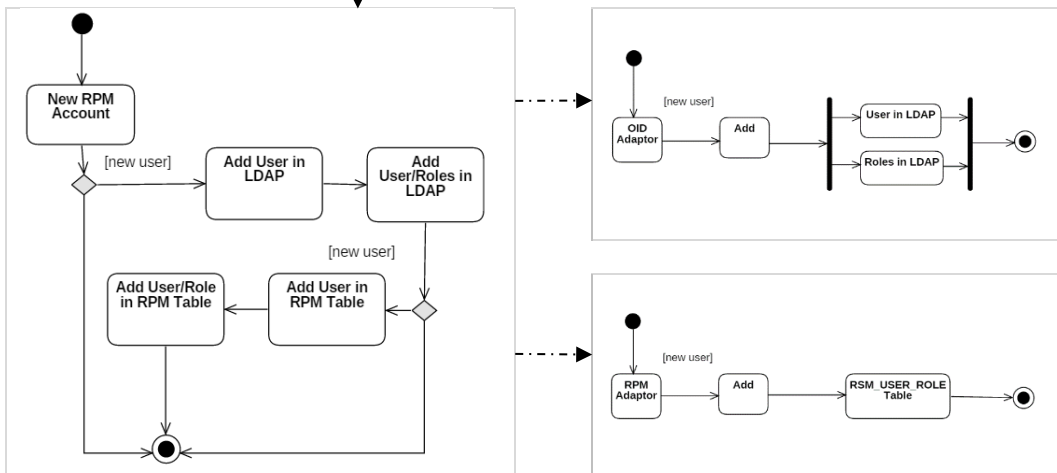 New RPM
Account
[new user]
Add User in
LDAP
Add
User/Roles in
LDAP
[new user]
Add User/Role
in RPM Table
Add User in
RPM Table
[new user]
OID
Adaptor
Add
User in LDAP
Roles in LDAP
[new user]
RPM
Adaptor
Add
RSM_USER_ROLE
Table